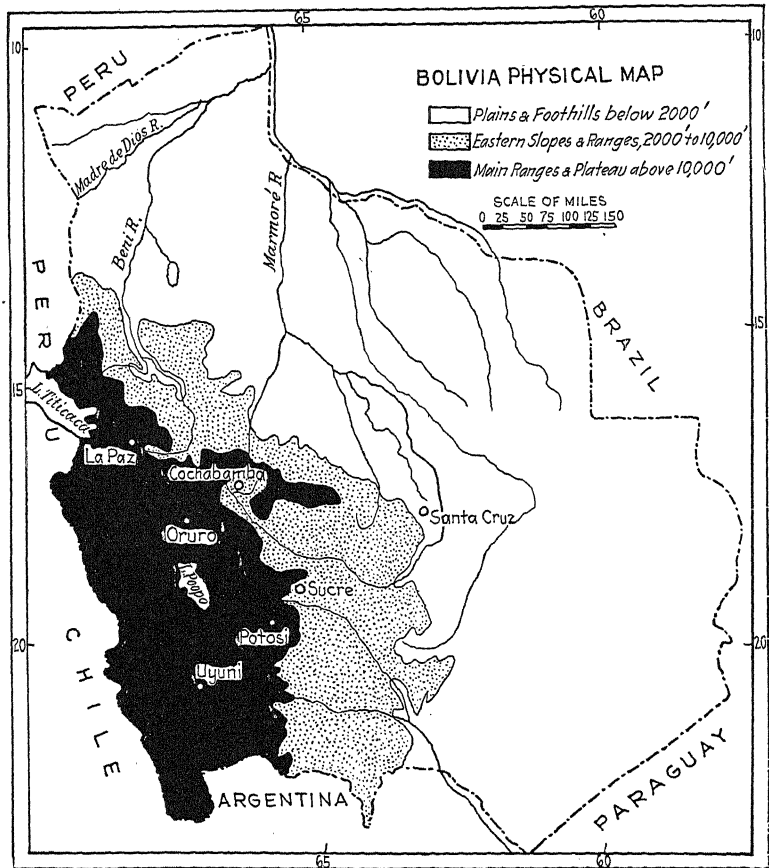 65
60
10
10
PERU
BOLIVIA PHYSICAL MAP
Plains & Foothills below 2000'
Eastern Slopes & Ranges, 2000' to 10,000'
Main Ranges & Plateau above 10,000'
SCALE OF MILES
0 25 50 75 100 125 150
Madre de Dios R.
Beni R.
Marmoré R.
PERU
BRAZIL
15
15
L. Titicaca
La Paz
Cochabamba
Santa Cruz
Oruro
L. Poopo
Sucre
Potosi
CHILE
20
20
Uyuni
ARGENTINA
PARAGUAY
65
60